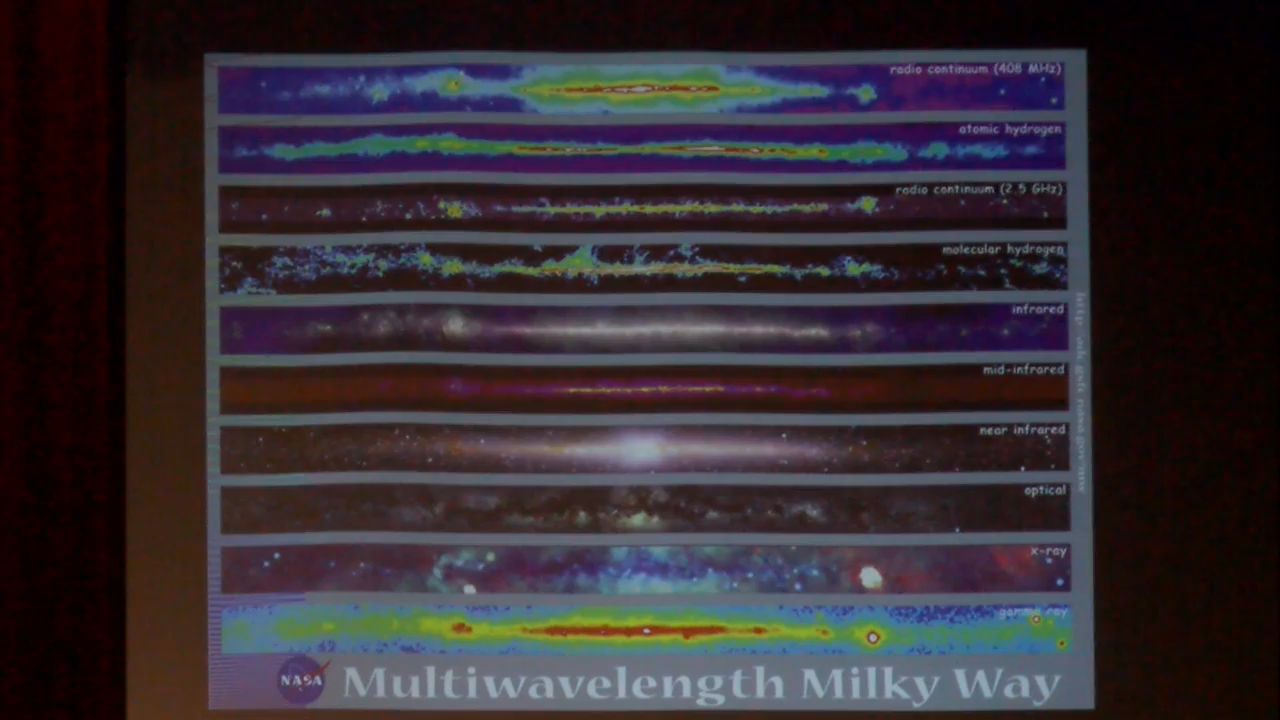 radio continuum (408 MHz)
atomic hydrogen
radio continuum (2.5 GHz)
molecular hydrogen
infrared
mid-infrared
near infrared
optical
x-ray
gamma ray
NASA
Multiwavelength Milky Way